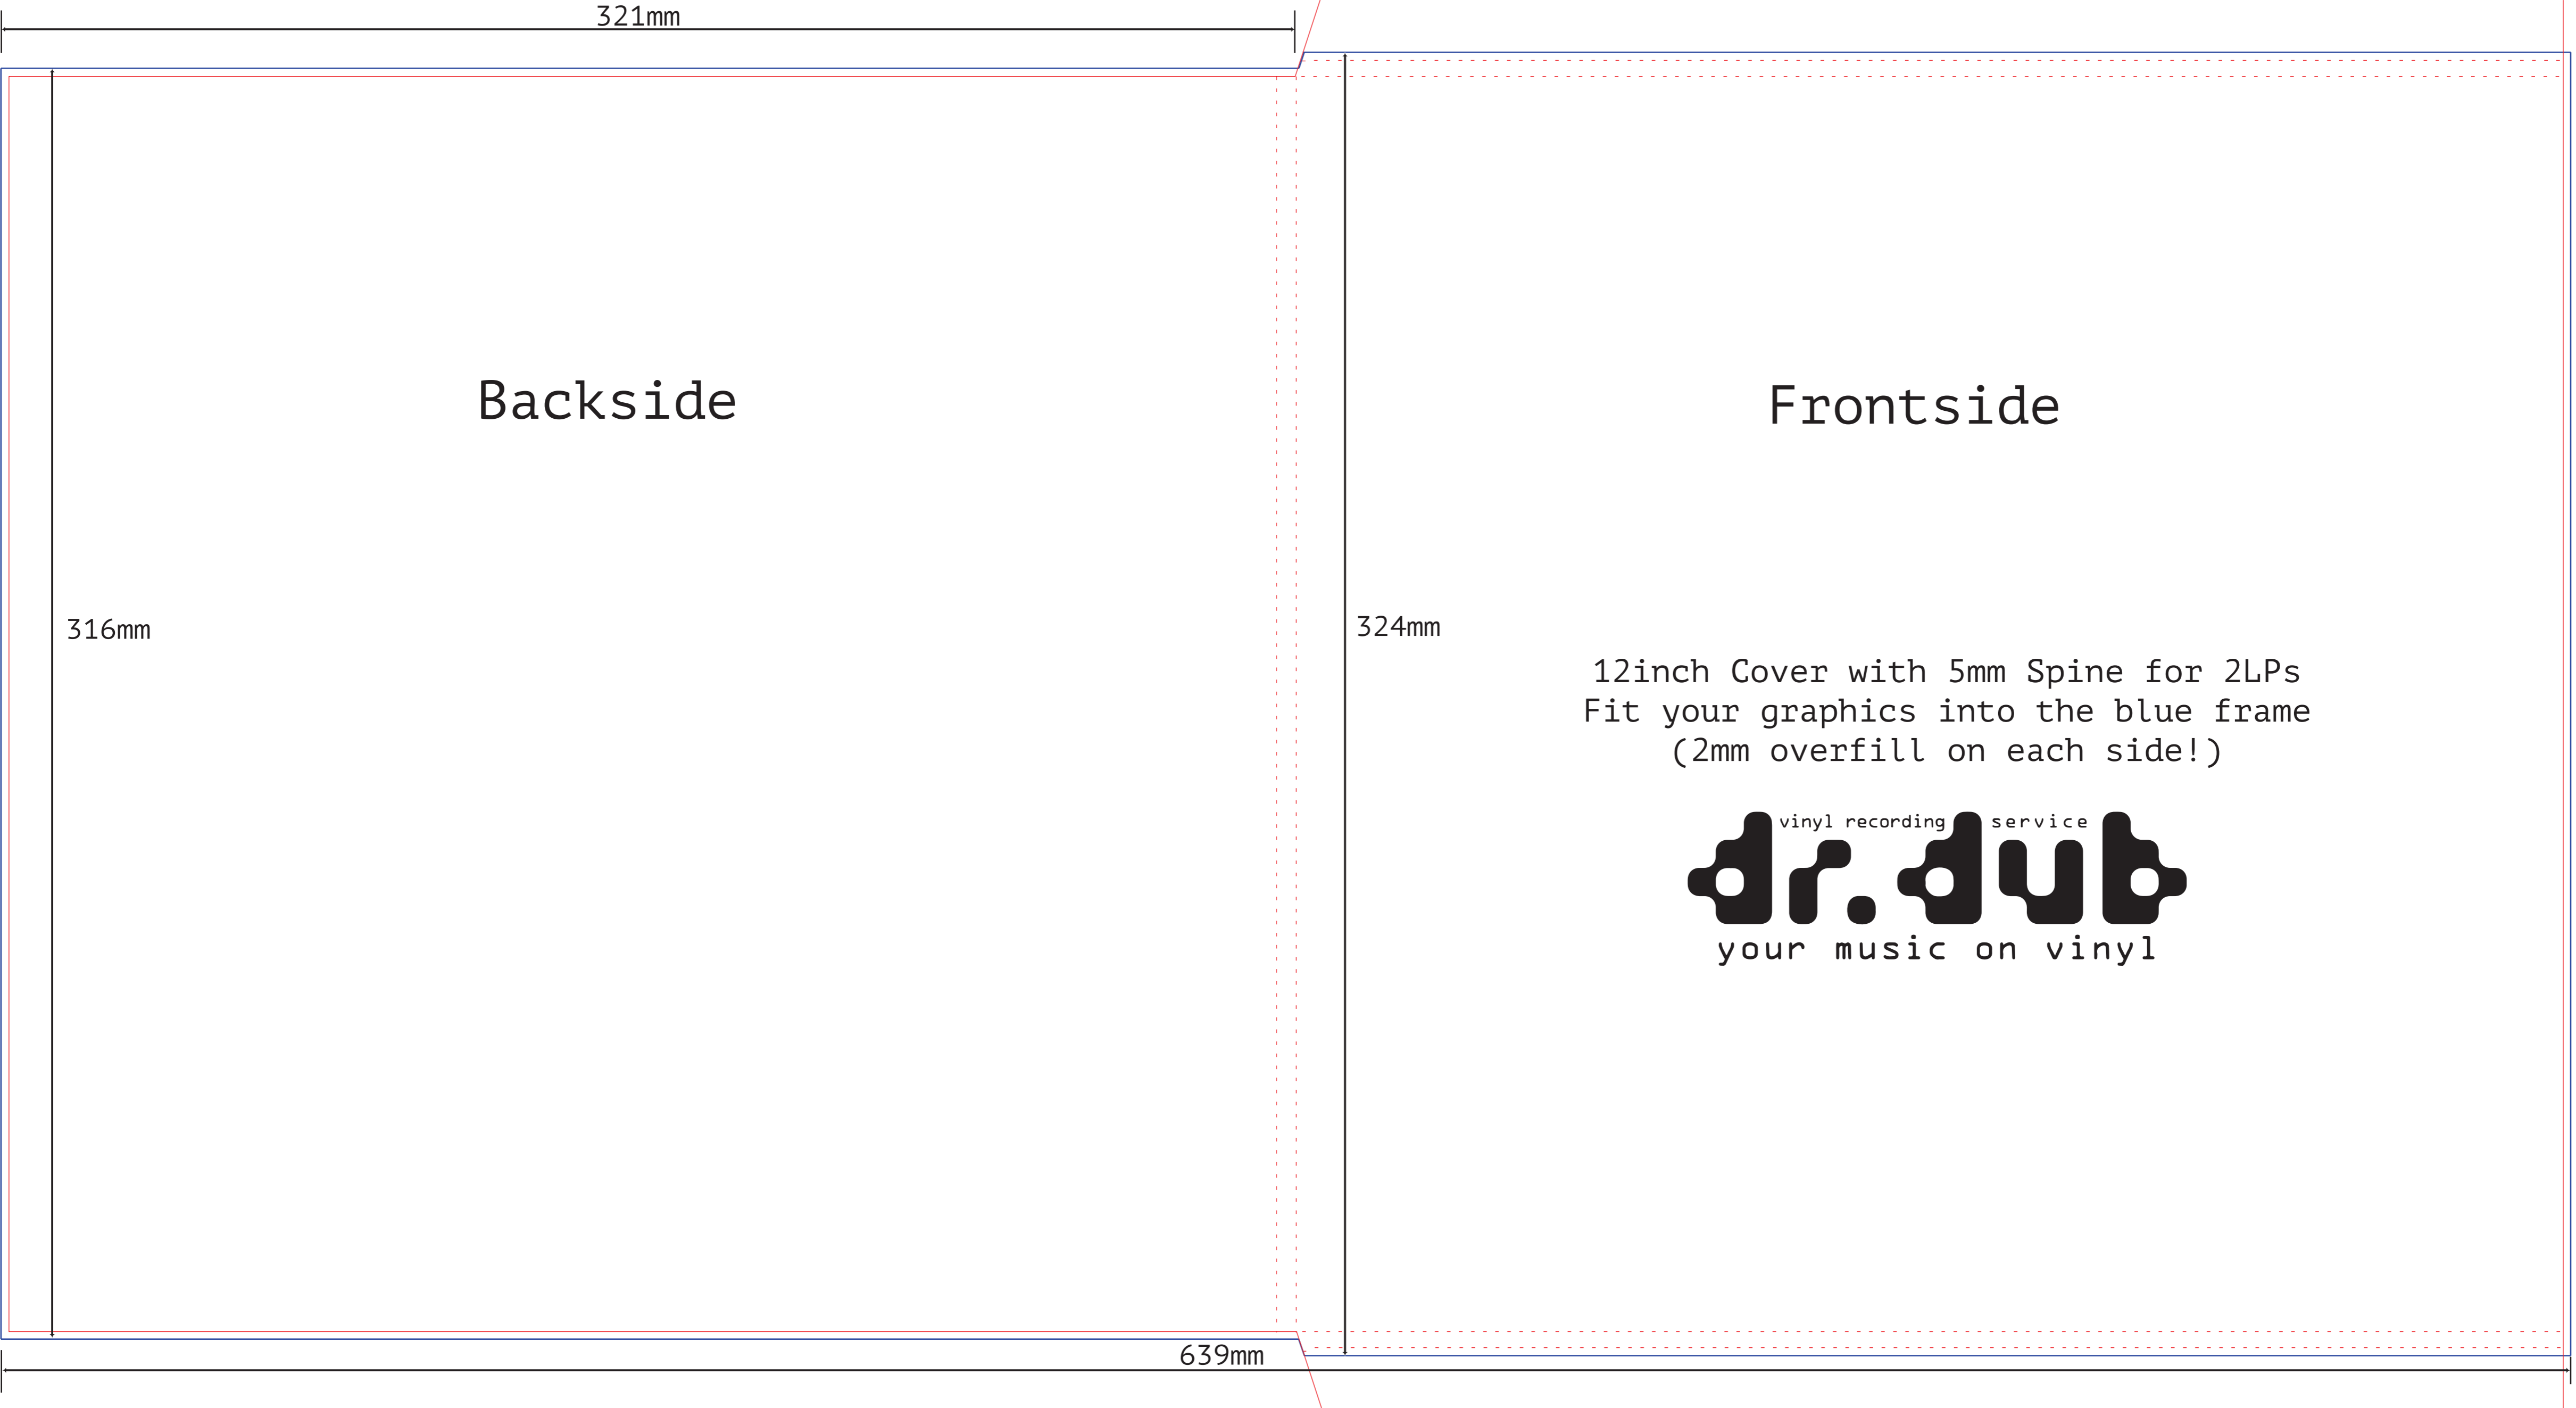 321mm
Backside
Frontside
316mm
324mm
12inch Cover with 5mm Spine for 2LPs
Fit your graphics into the blue frame
(2mm overfill on each side!)
vinyl recording service
dr.dub
your music on vinyl
639mm